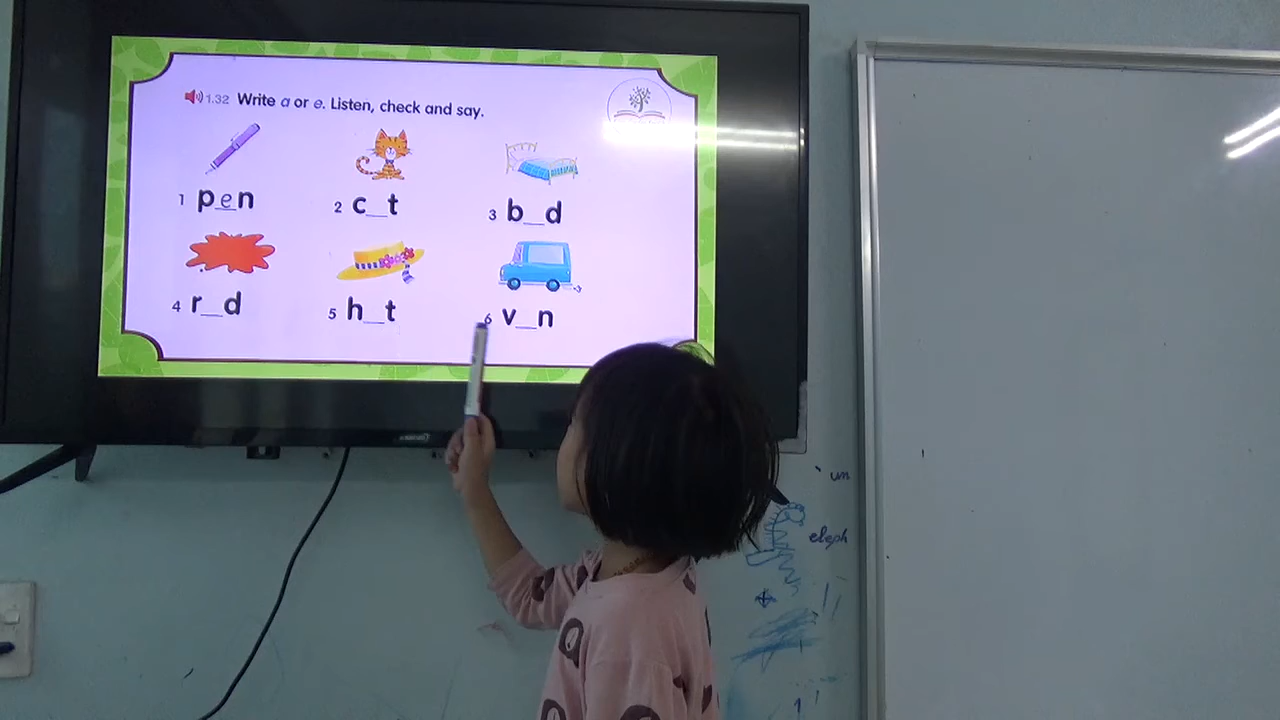 1.32 Write a or e. Listen, check and say.
1 pen 2 c_t 3 b_d
4 r_d 5 h_t 6 v_n
un
eleph